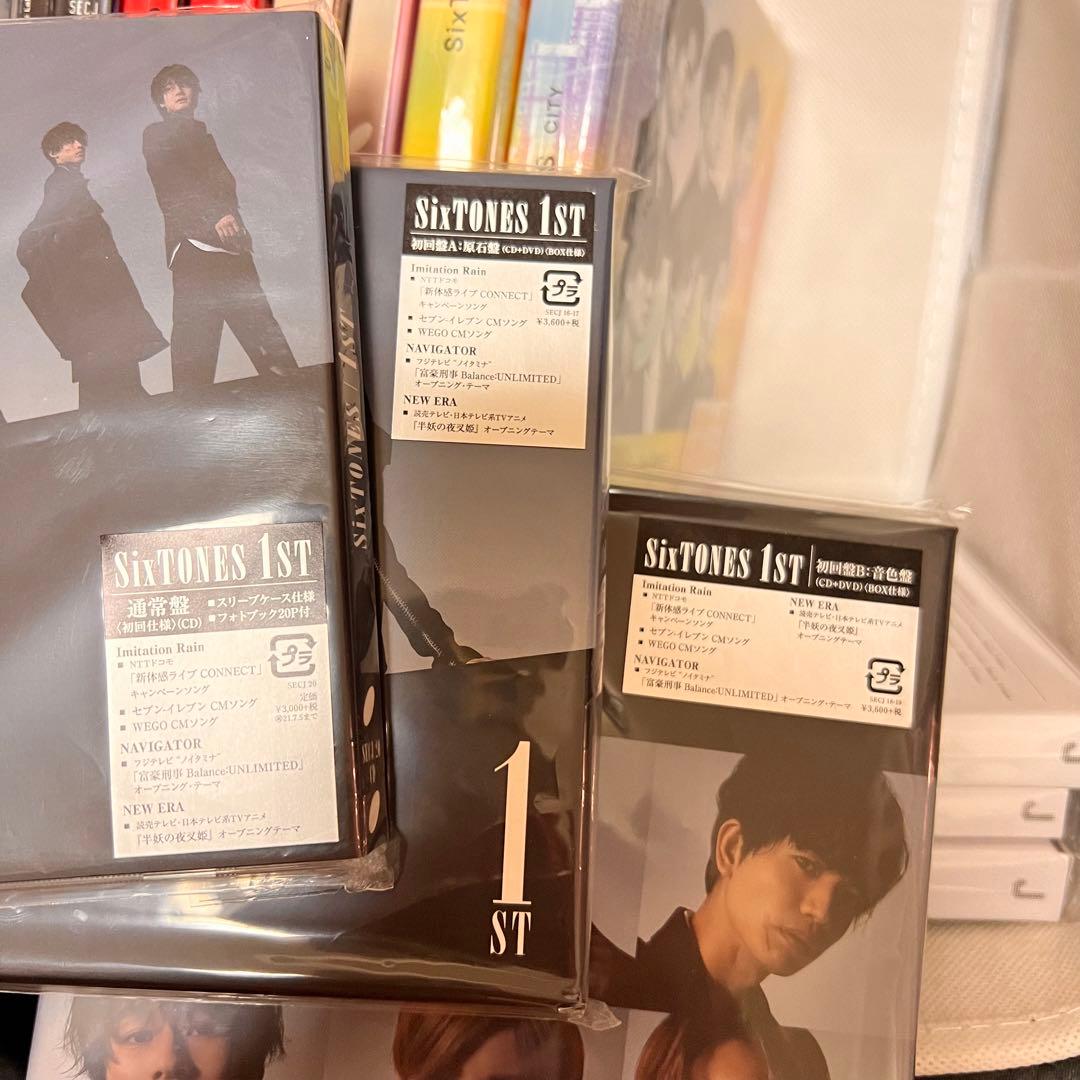 SECJ
SixT
S CITY
SixTONES 1ST
初回盤A:原石盤(CD+DVD)〈BOX仕様〉
Imitation Rain
■ NTTドコモ
「新体感ライブ CONNECT」
キャンペーンソング
■ セブン-イレブン CMソング
■ WEGO CMソング
プラ
SECJ 16-17
¥3,600+税
NAVIGATOR
■ フジテレビ"ノイタミナ"
「富豪刑事 Balance:UNLIMITED」
オープニング・テーマ
NEW ERA
■ 読売テレビ・日本テレビ系TVアニメ
『半妖の夜叉姫』オープニングテーマ
1
ST
SixTONES / 1ST
SECJ 20
CD
SixTONES 1ST
通常盤
〈初回仕様〉(CD)
■スリーブケース仕様
■フォトブック20P付
Imitation Rain
■ NTTドコモ
「新体感ライブ CONNECT」
キャンペーンソング
■ セブン-イレブン CMソング
■ WEGO CMソング
プラ
SECJ 20
定価
¥3,000+税
㊟21.7.5まで
NAVIGATOR
■ フジテレビ"ノイタミナ"
「富豪刑事 Balance:UNLIMITED」
オープニング・テーマ
NEW ERA
■ 読売テレビ・日本テレビ系TVアニメ
『半妖の夜叉姫』オープニングテーマ
SixTONES 1ST
初回盤B:音色盤
(CD+DVD)〈BOX仕様〉
Imitation Rain
■ NTTドコモ
「新体感ライブ CONNECT」
キャンペーンソング
■ セブン-イレブン CMソング
■ WEGO CMソング
NAVIGATOR
■ フジテレビ"ノイタミナ"
「富豪刑事 Balance:UNLIMITED」オープニング・テーマ
NEW ERA
■ 読売テレビ・日本テレビ系TVアニメ
『半妖の夜叉姫』
オープニングテーマ
プラ
SECJ 18-19
¥3,600+税